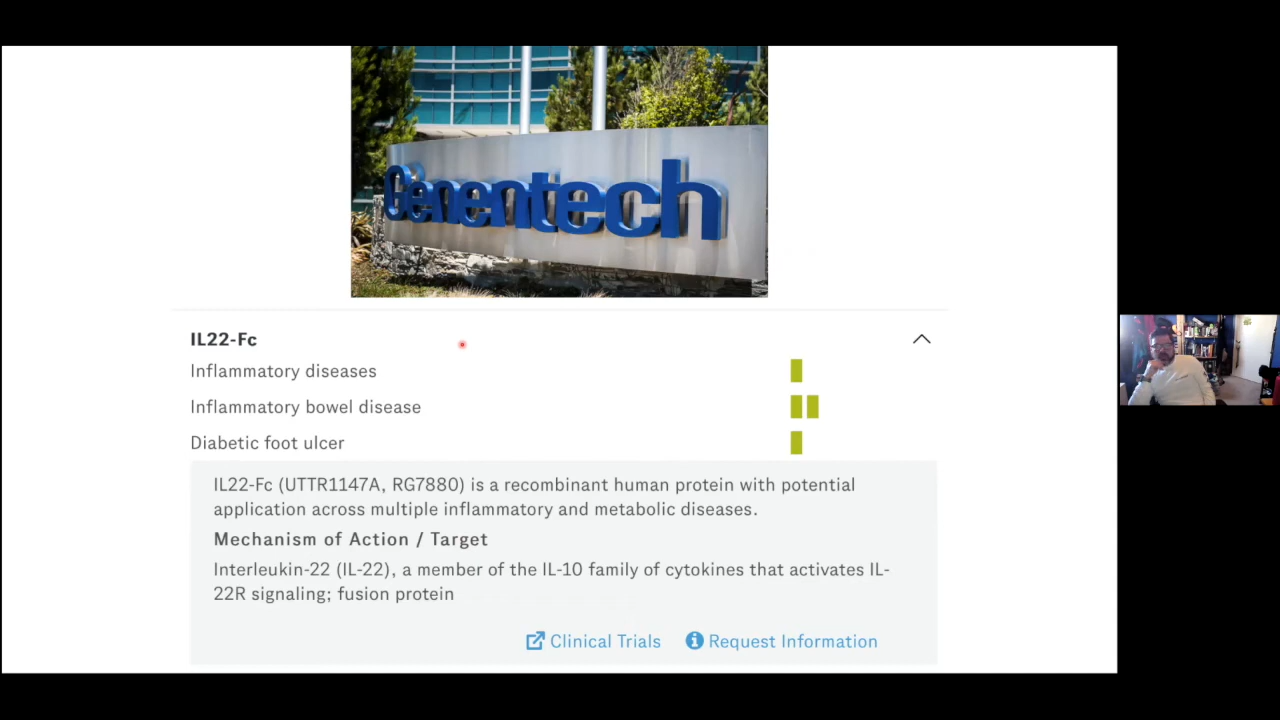 Genentech
IL22-Fc
Inflammatory diseases
Inflammatory bowel disease
Diabetic foot ulcer
IL22-Fc (UTTR1147A, RG7880) is a recombinant human protein with potential
application across multiple inflammatory and metabolic diseases.
Mechanism of Action / Target
Interleukin-22 (IL-22), a member of the IL-10 family of cytokines that activates IL-
22R signaling; fusion protein
Clinical Trials
Request Information